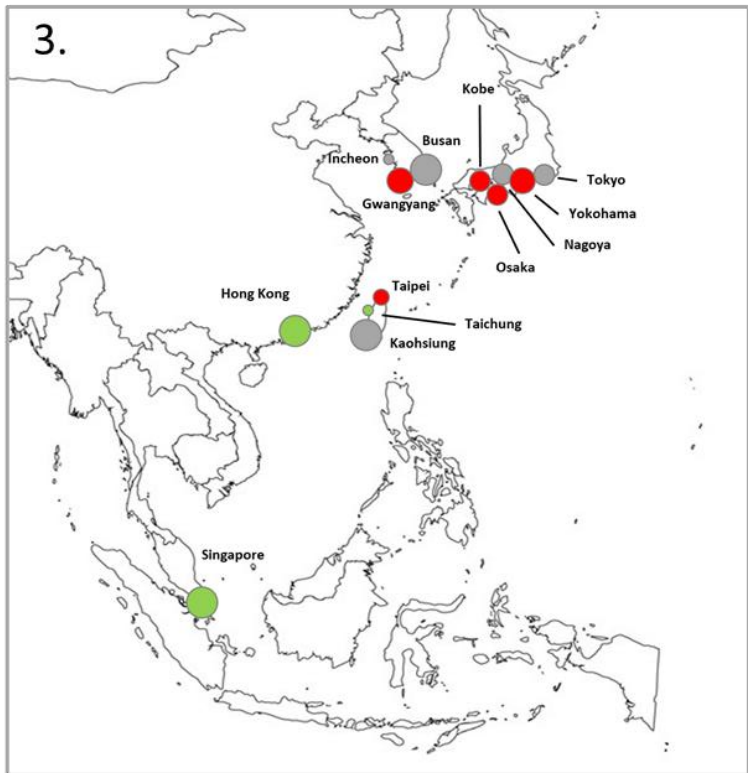 3.
Kobe
Busan
Incheon
Tokyo
Gwangyang
Yokohama
Nagoya
Osaka
Taipei
Hong Kong
Taichung
Kaohsiung
Singapore